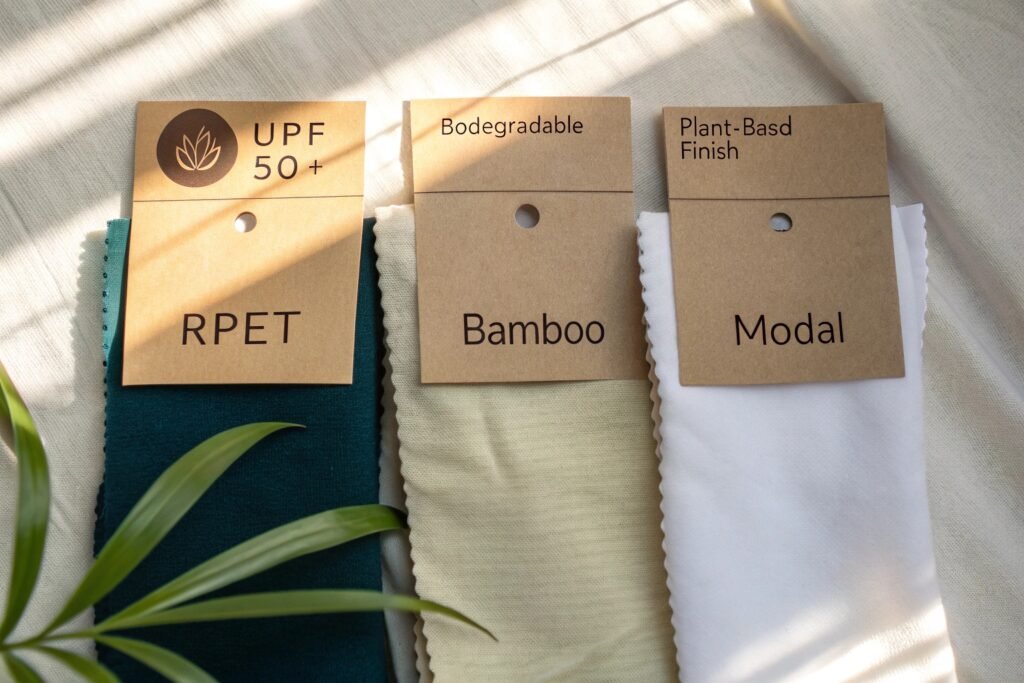 UPF
50+
RPET
Bodegradable
Bamboo
Plant-Basd
Finish
Modal